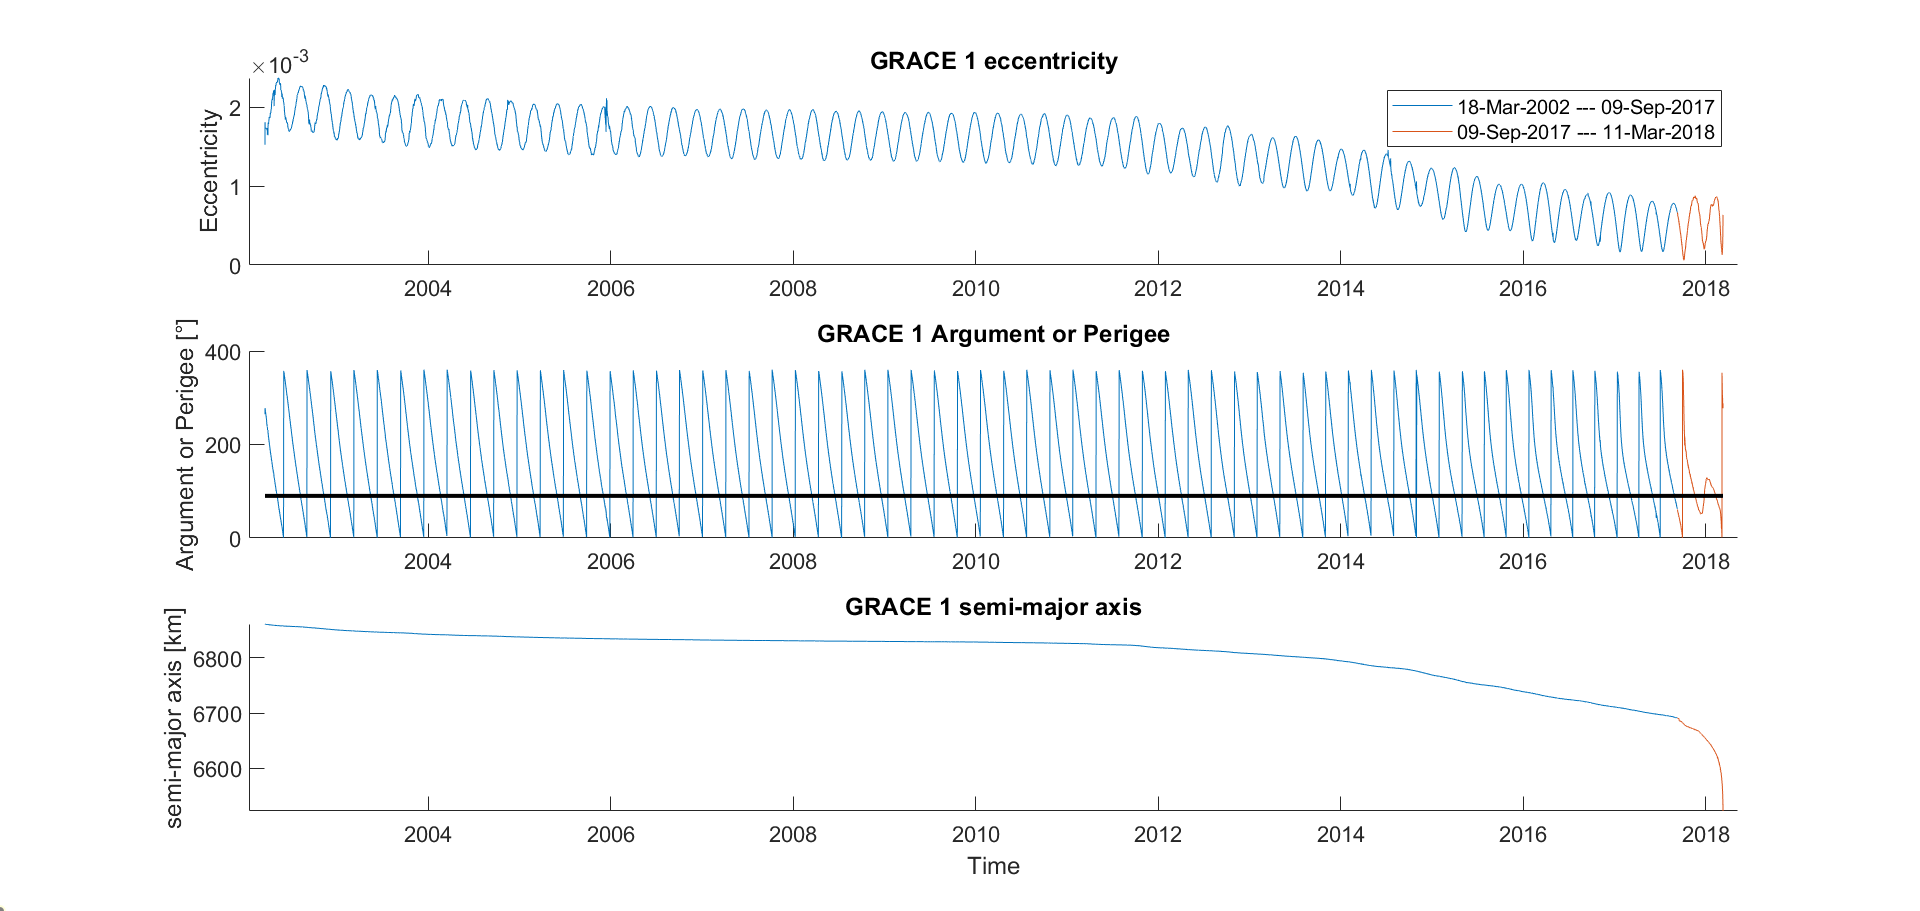 GRACE 1 eccentricity
×10-3
Eccentricity
2
1
0
18-Mar-2002 --- 09-Sep-2017
09-Sep-2017 --- 11-Mar-2018
2004 2006 2008 2010 2012 2014 2016 2018
GRACE 1 Argument or Perigee
Argument or Perigee [°]
400
200
0
2004 2006 2008 2010 2012 2014 2016 2018
GRACE 1 semi-major axis
semi-major axis [km]
6800
6700
6600
2004 2006 2008 2010 2012 2014 2016 2018
Time